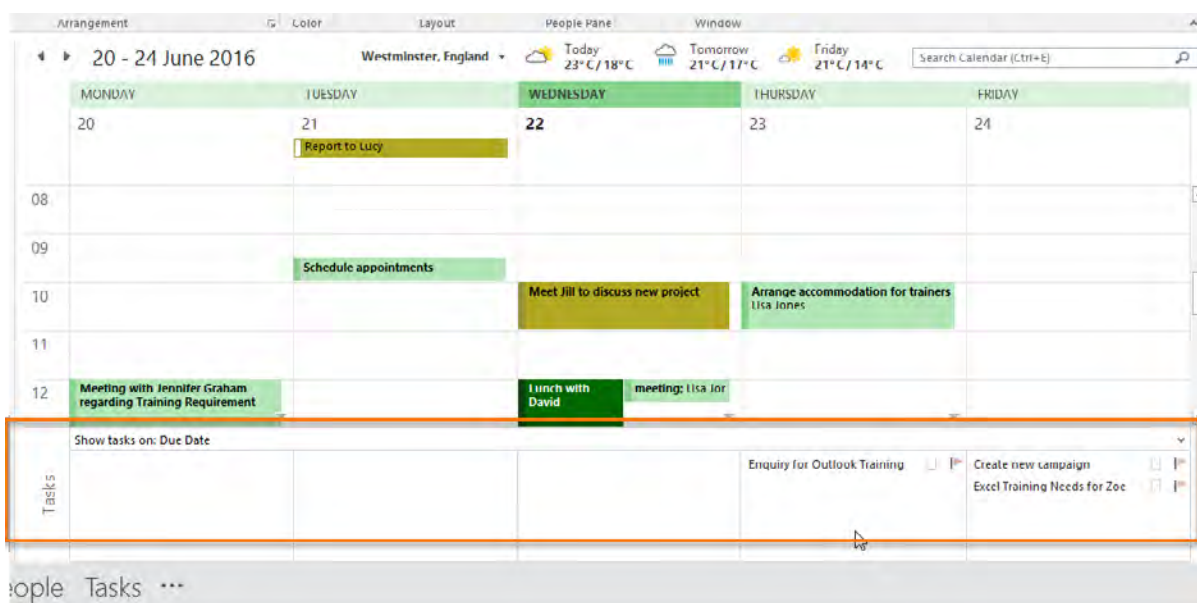 Arrangement Color Layout People Pane Window
20 - 24 June 2016
Westminster, England
Today
23°C/18°C
Tomorrow
21°C/17°C
Friday
21°C/14°C
Search Calendar (Ctrl+E)
MONDAY TUESDAY WEDNESDAY THURSDAY FRIDAY
20 21 22 23 24
Report to Lucy
08
09
Schedule appointments
10
Meet Jill to discuss new project
Arrange accommodation for trainers
Lisa Jones
11
12
Meeting with Jennifer Graham
regarding Training Requirement
Lunch with
David
meeting; Lisa Jor
Show tasks on: Due Date
Tasks
Enquiry for Outlook Training
Create new campaign
Excel Training Needs for Zoe
eople Tasks ···